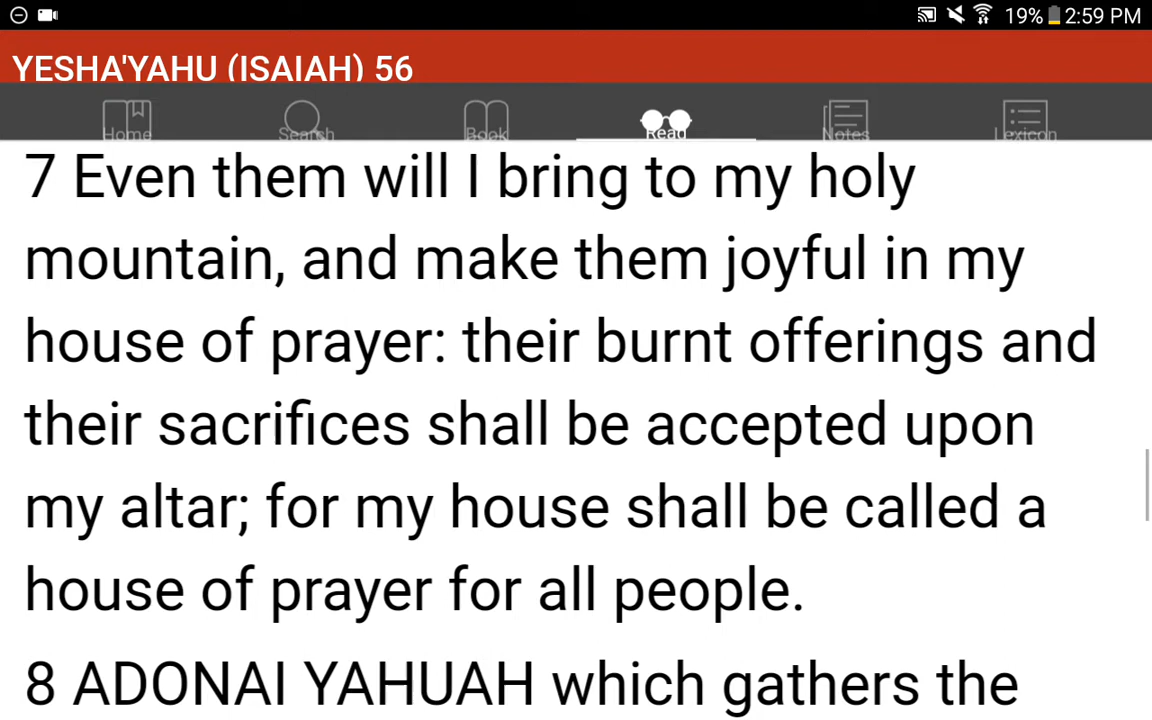 19% 2:59 PM
YESHA'YAHU (ISAIAH) 56
Home Search Book Read Notes Lexicon
7 Even them will I bring to my holy
mountain, and make them joyful in my
house of prayer: their burnt offerings and
their sacrifices shall be accepted upon
my altar; for my house shall be called a
house of prayer for all people.
8 ADONAI YAHUAH which gathers the